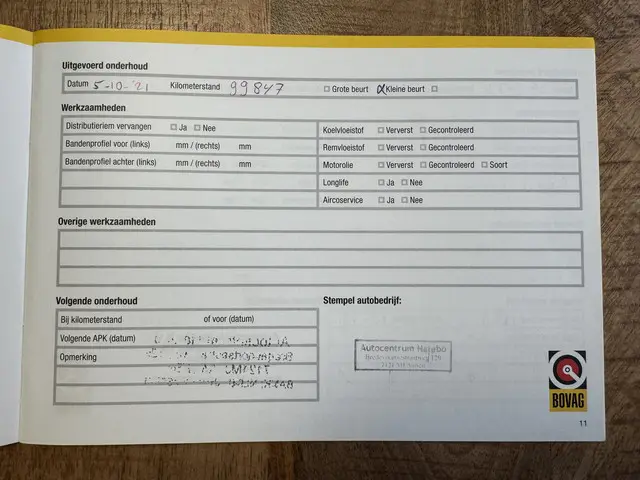 Uitgevoerd onderhoud
Datum 5-10-'21 Kilometerstand 99847 Grote beurt Kleine beurt
Werkzaamheden
Distributieriem vervangen Ja Nee
Bandenprofiel voor (links) mm / (rechts) mm
Bandenprofiel achter (links) mm / (rechts) mm
Koelvloeistof Ververst Gecontroleerd
Remvloeistof Ververst Gecontroleerd
Motorolie Ververst Gecontroleerd Soort
Longlife Ja Nee
Aircoservice Ja Nee
Overige werkzaamheden
Volgende onderhoud
Bij kilometerstand of voor (datum)
Volgende APK (datum)
Opmerking
Stempel autobedrijf:
Autocentrum
BOVAG
11